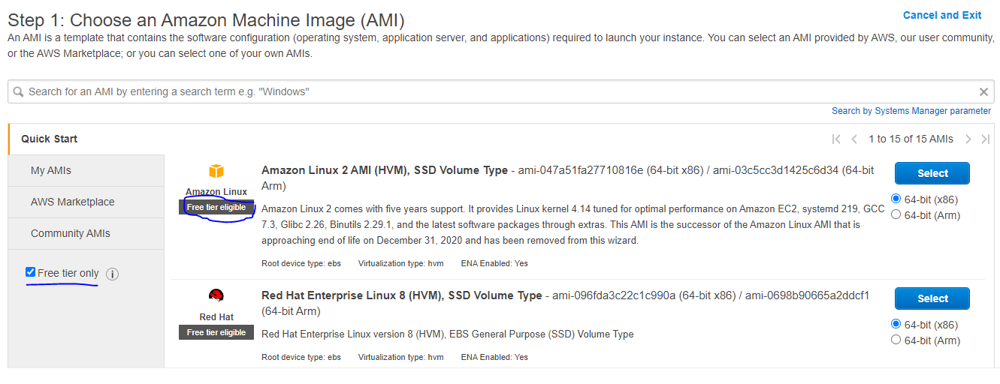 Step 1: Choose an Amazon Machine Image (AMI)
Cancel and Exit
An AMI is a template that contains the software configuration (operating system, application server, and applications) required to launch your instance. You can select an AMI provided by AWS, our user community,
or the AWS Marketplace; or you can select one of your own AMIs.
Search for an AMI by entering a search term e.g. "Windows"
Search by Systems Manager parameter
Quick Start
1 to 15 of 15 AMIs
My AMIs
AWS Marketplace
Community AMIs
Free tier only
Amazon Linux
Free tier eligible
Amazon Linux 2 AMI (HVM), SSD Volume Type - ami-047a51fa27710816e (64-bit x86) / ami-03c5cc3d1425c6d34 (64-bit
Arm)
Amazon Linux 2 comes with five years support. It provides Linux kernel 4.14 tuned for optimal performance on Amazon EC2, systemd 219, GCC
7.3, Glibc 2.26, Binutils 2.29.1, and the latest software packages through extras. This AMI is the successor of the Amazon Linux AMI that is
approaching end of life on December 31, 2020 and has been removed from this wizard.
Root device type: ebs Virtualization type: hvm ENA Enabled: Yes
Select
64-bit (x86)
64-bit (Arm)
Red Hat
Free tier eligible
Red Hat Enterprise Linux 8 (HVM), SSD Volume Type - ami-096fda3c22c1c990a (64-bit x86) / ami-0698b90665a2ddcf1
(64-bit Arm)
Red Hat Enterprise Linux version 8 (HVM), EBS General Purpose (SSD) Volume Type
Root device type: ebs Virtualization type: hvm ENA Enabled: Yes
Select
64-bit (x86)
64-bit (Arm)